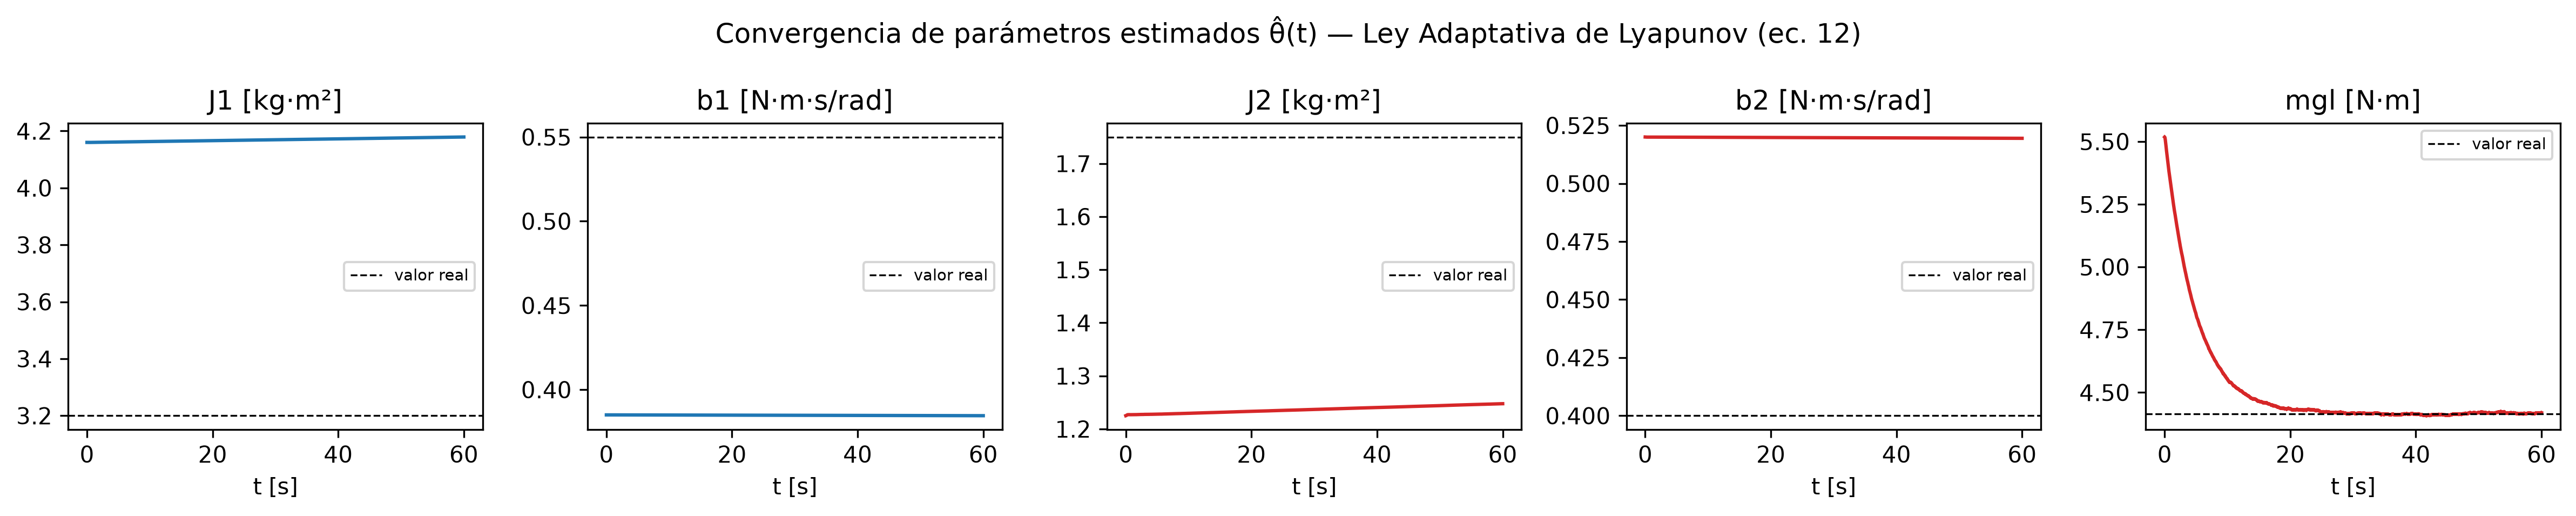 Convergencia de parámetros estimados θ̂(t) — Ley Adaptativa de Lyapunov (ec. 12)
J1 [kg·m²]
4.2
4.0
3.8
3.6
3.4
3.2
valor real
0 20 40 60
t [s]
b1 [N·m·s/rad]
0.55
0.50
0.45
0.40
valor real
0 20 40 60
t [s]
J2 [kg·m²]
1.7
1.6
1.5
1.4
1.3
1.2
valor real
0 20 40 60
t [s]
b2 [N·m·s/rad]
0.525
0.500
0.475
0.450
0.425
0.400
valor real
0 20 40 60
t [s]
mgl [N·m]
5.50
5.25
5.00
4.75
4.50
valor real
0 20 40 60
t [s]